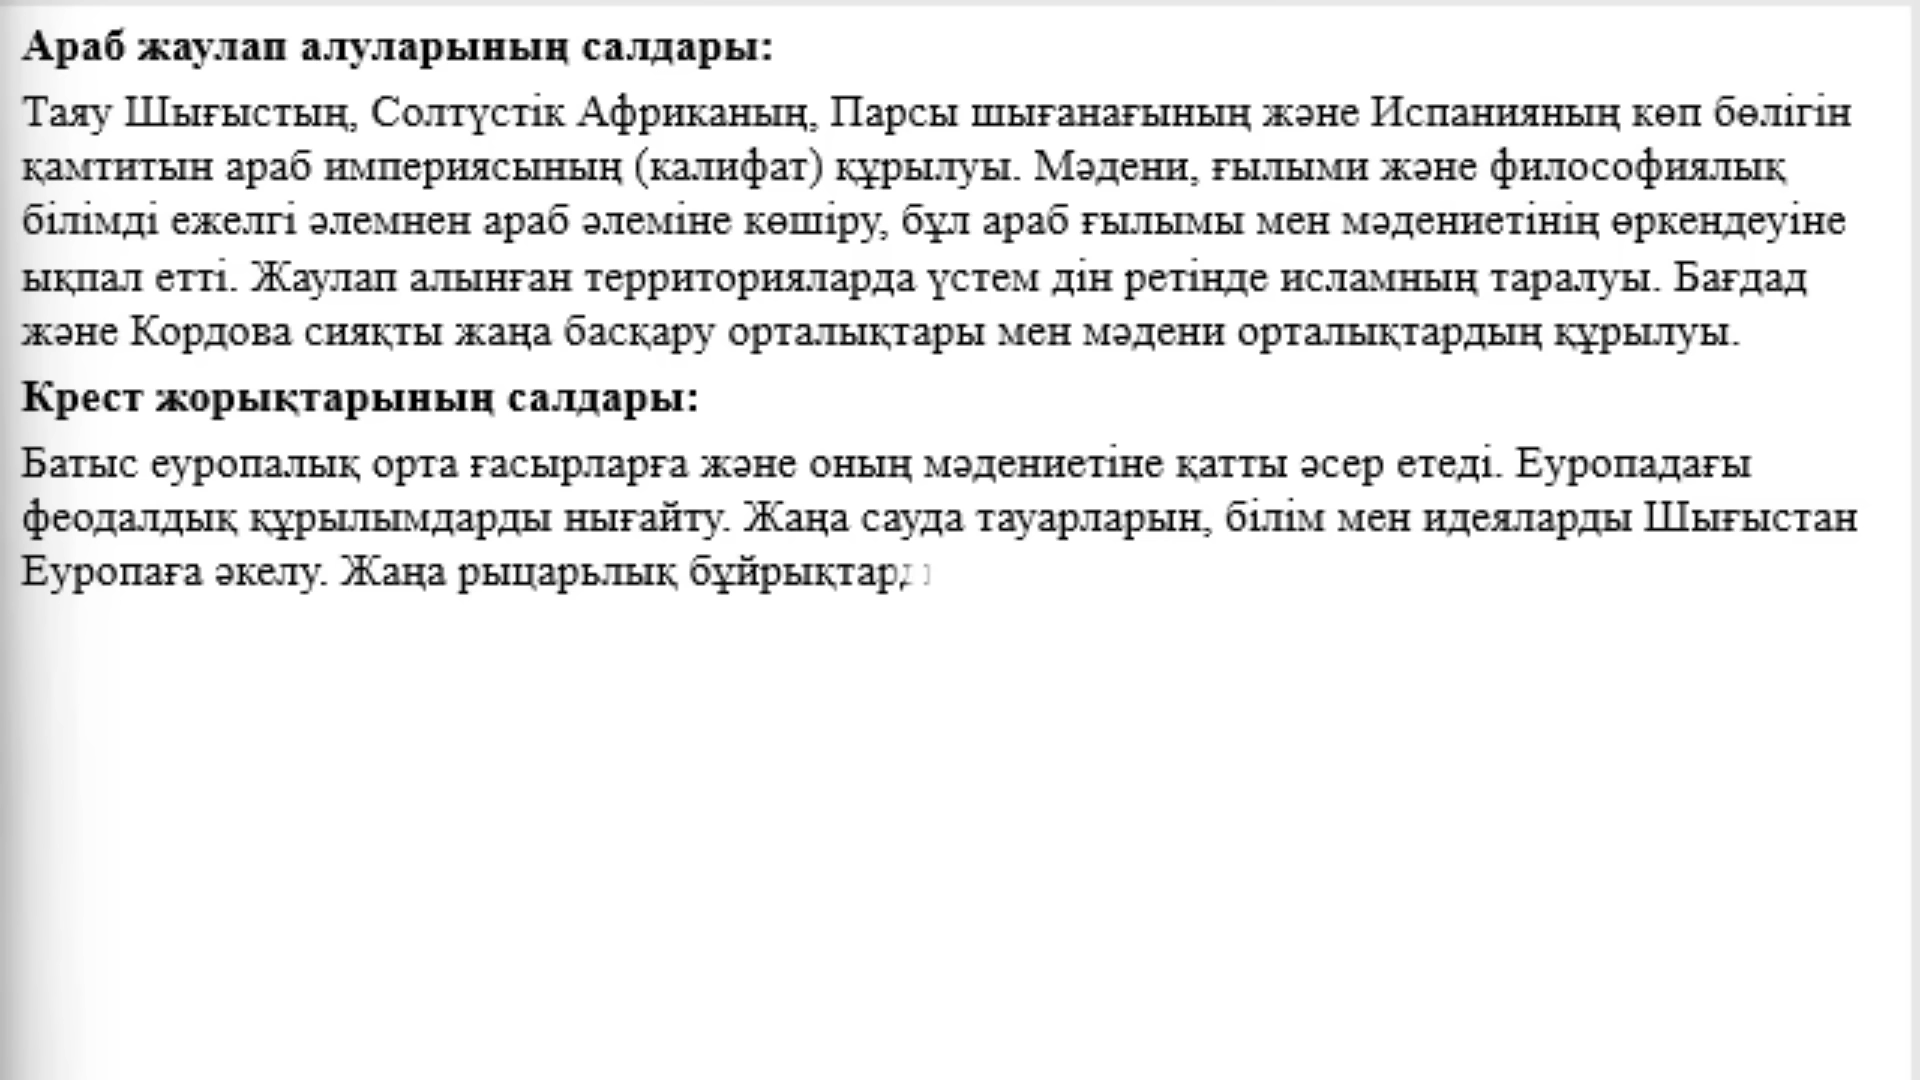 Араб жаулап алуларының салдары:
Таяу Шығыстың, Солтүстік Африканың, Парсы шығанағының және Испанияның көп бөлігін
қамтитын араб империясының (калифат) құрылуы. Мәдени, ғылыми және философиялық
білімді ежелгі әлемнен араб әлеміне көшіру, бұл араб ғылымы мен мәдениетінің өркендеуіне
ықпал етті. Жаулап алынған территорияларда үстем дін ретінде исламның таралуы. Бағдад
және Кордова сияқты жаңа басқару орталықтары мен мәдени орталықтардың құрылуы.
Крест жорықтарының салдары:
Батыс еуропалық орта ғасырларға және оның мәдениетіне қатты әсер етеді. Еуропадағы
феодалдық құрылымдарды нығайту. Жаңа сауда тауарларын, білім мен идеяларды Шығыстан
Еуропаға әкелу. Жаңа рыцарьлық